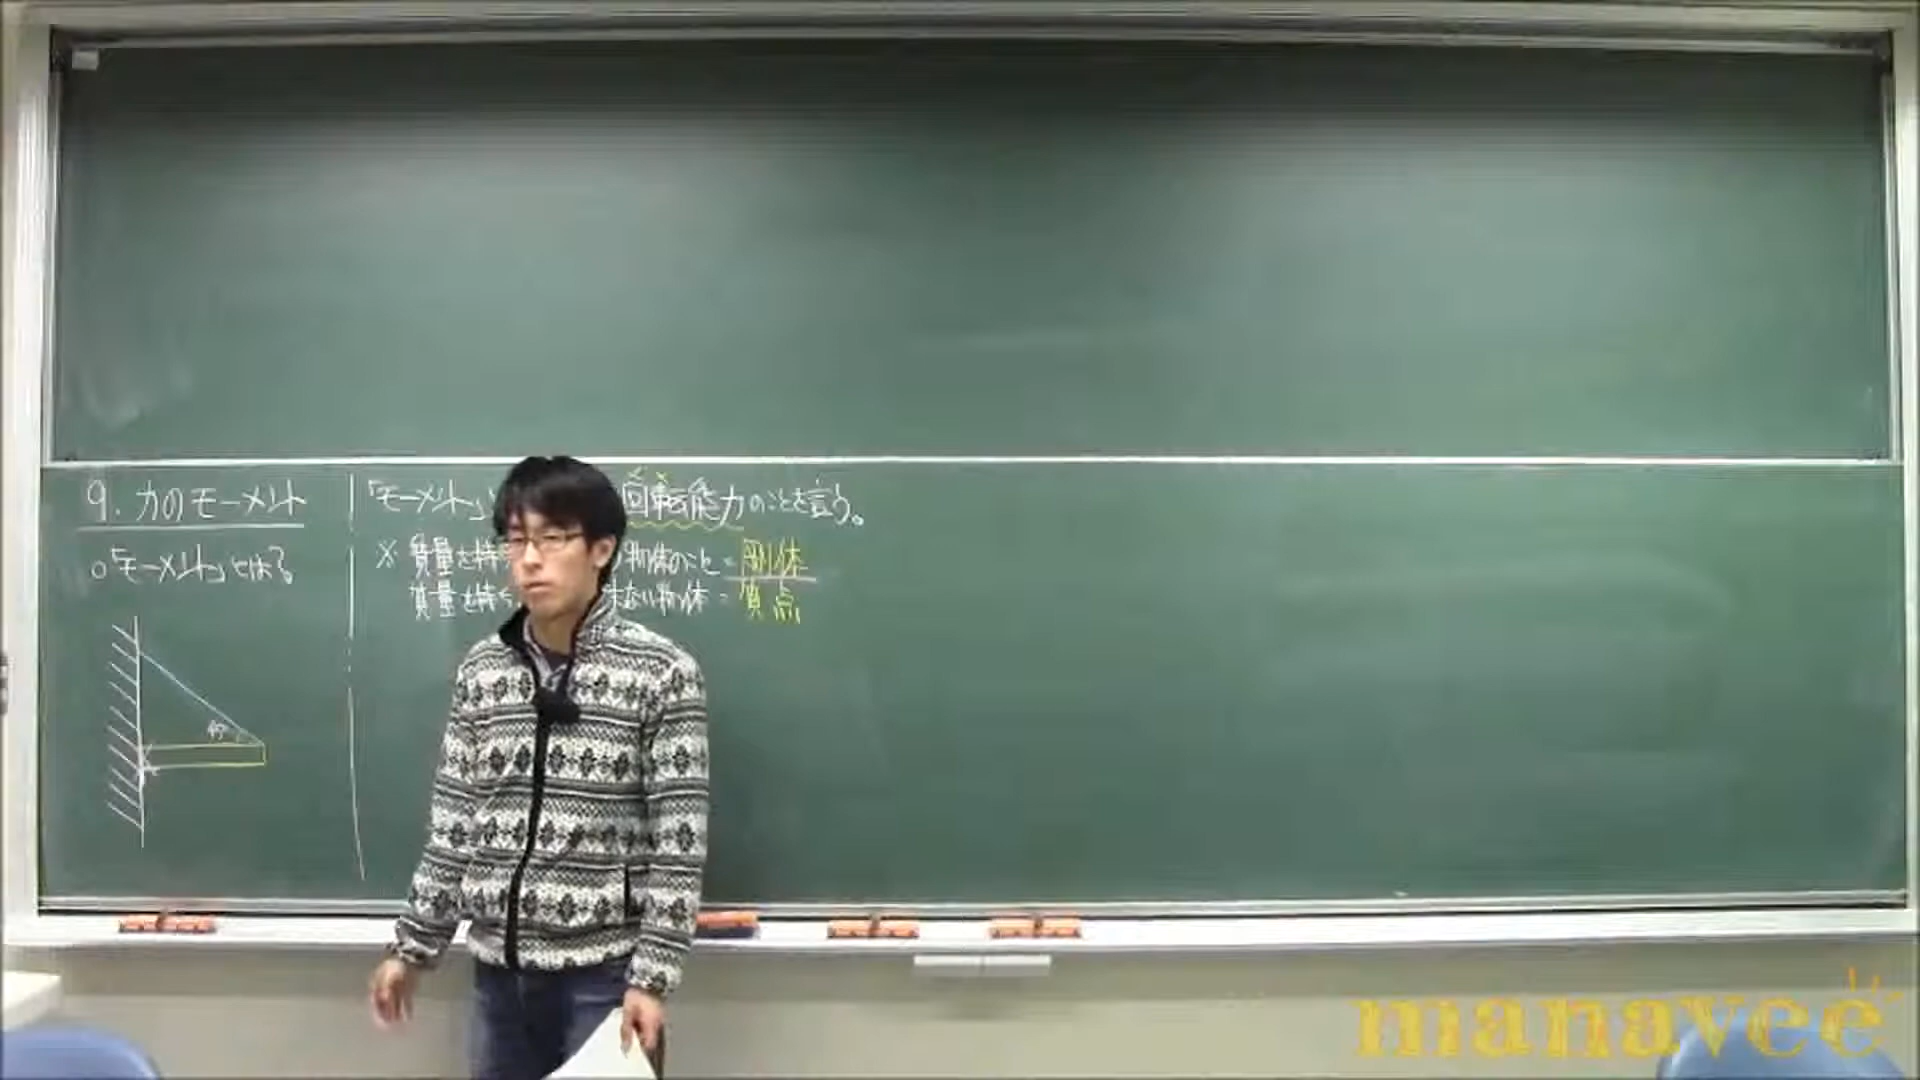 9. 力のモーメント
○「モーメント」とは?
45°
「モーメント」 回転能力のことを言う。
※ 質量を持 物体のこと = 剛体
質量を持ち ない物体 = 質点
manavee